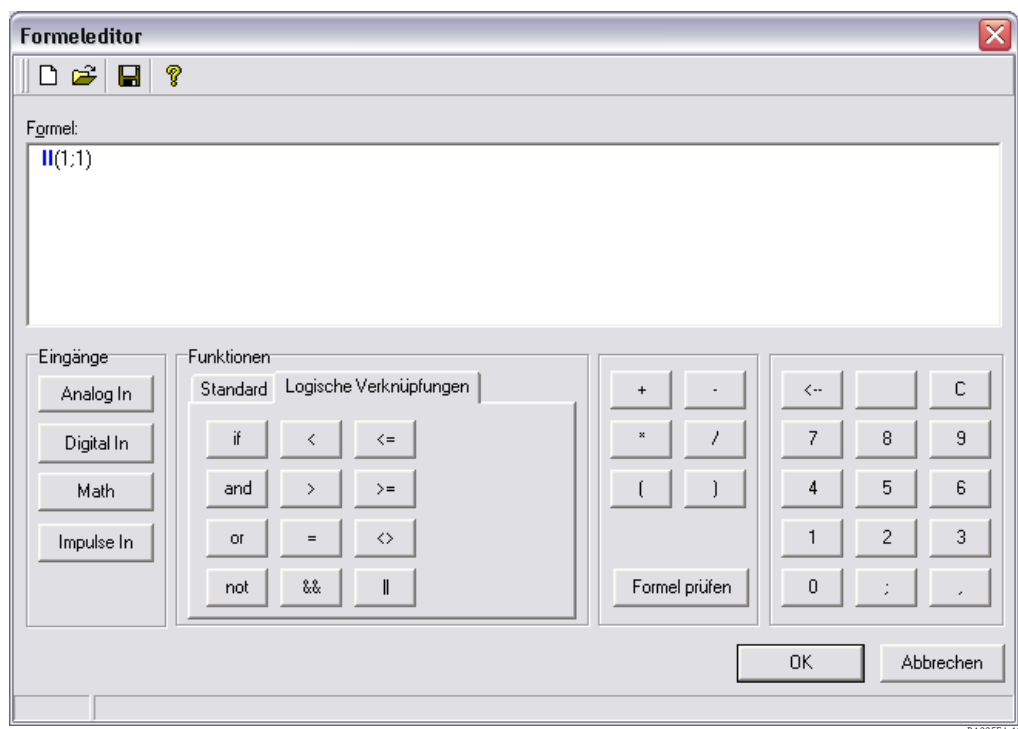 Formeleditor
Formel:
II(1;1)
Eingänge
Analog In
Digital In
Math
Impulse In
Funktionen
Standard Logische Verknüpfungen
if < <=
and > >=
or = <>
not && ||
+ -
* /
( )
Formel prüfen
<-- C
7 8 9
4 5 6
1 2 3
0 ; ,
OK Abbrechen